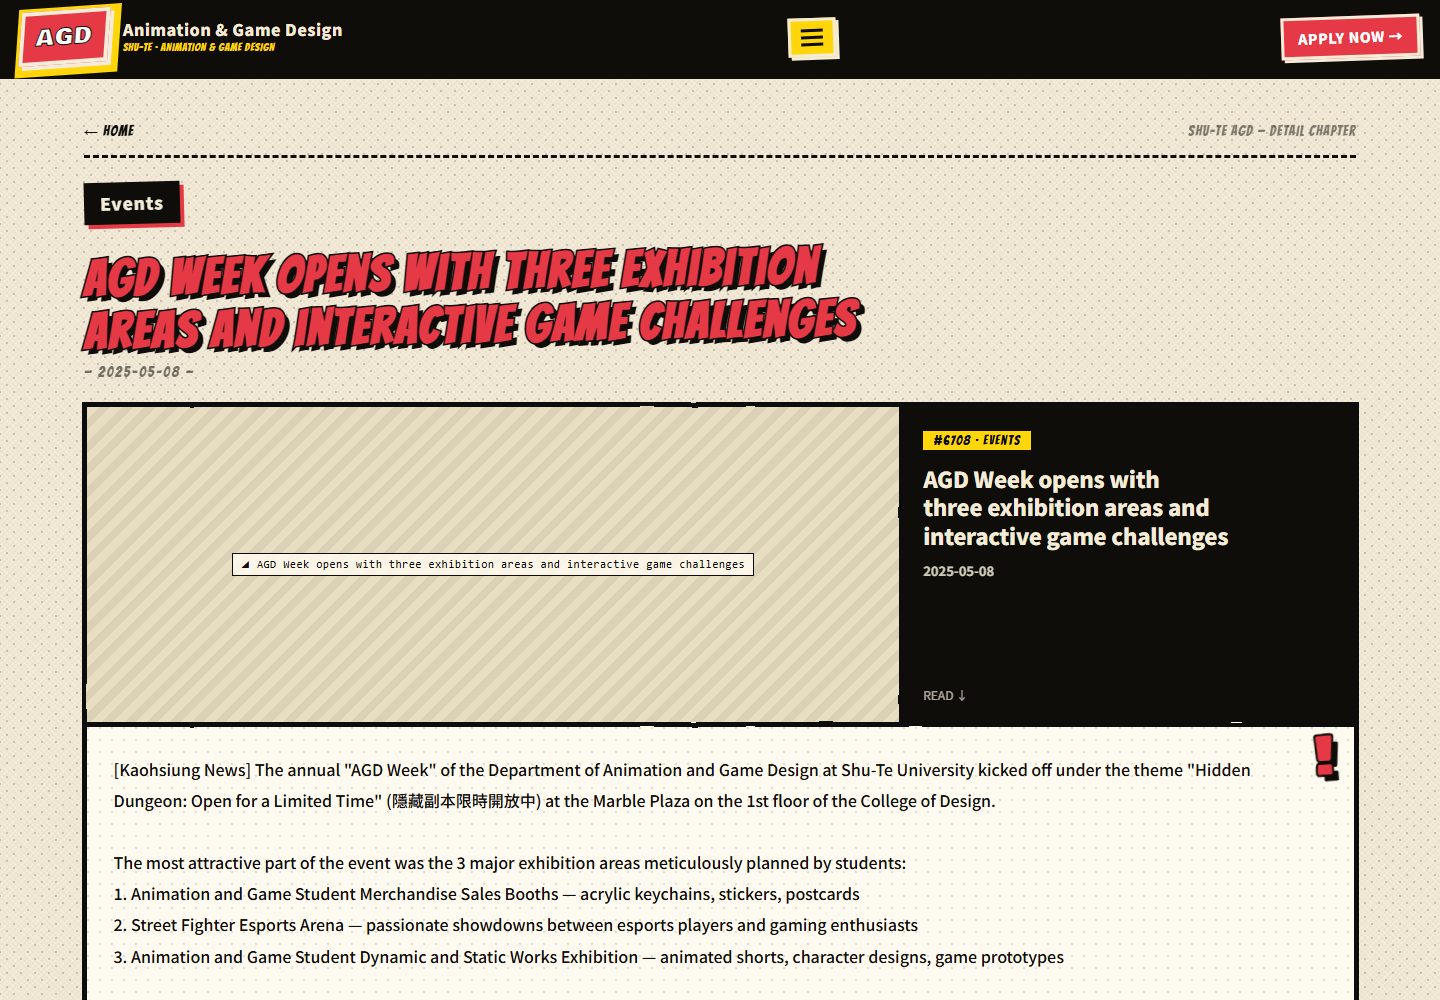 AGD
Animation & Game Design
SHU-TE · ANIMATION & GAME DESIGN
APPLY NOW →
← HOME
SHU-TE AGD — DETAIL CHAPTER
Events
AGD WEEK OPENS WITH THREE EXHIBITION
AREAS AND INTERACTIVE GAME CHALLENGES
— 2025-05-08 —
◢ AGD Week opens with three exhibition areas and interactive game challenges
#6708 · EVENTS
AGD Week opens with
three exhibition areas and
interactive game challenges
2025-05-08
READ ↓
!
[Kaohsiung News] The annual "AGD Week" of the Department of Animation and Game Design at Shu-Te University kicked off under the theme "Hidden
Dungeon: Open for a Limited Time" (隱藏副本限時開放中) at the Marble Plaza on the 1st floor of the College of Design.
The most attractive part of the event was the 3 major exhibition areas meticulously planned by students:
1. Animation and Game Student Merchandise Sales Booths — acrylic keychains, stickers, postcards
2. Street Fighter Esports Arena — passionate showdowns between esports players and gaming enthusiasts
3. Animation and Game Student Dynamic and Static Works Exhibition — animated shorts, character designs, game prototypes